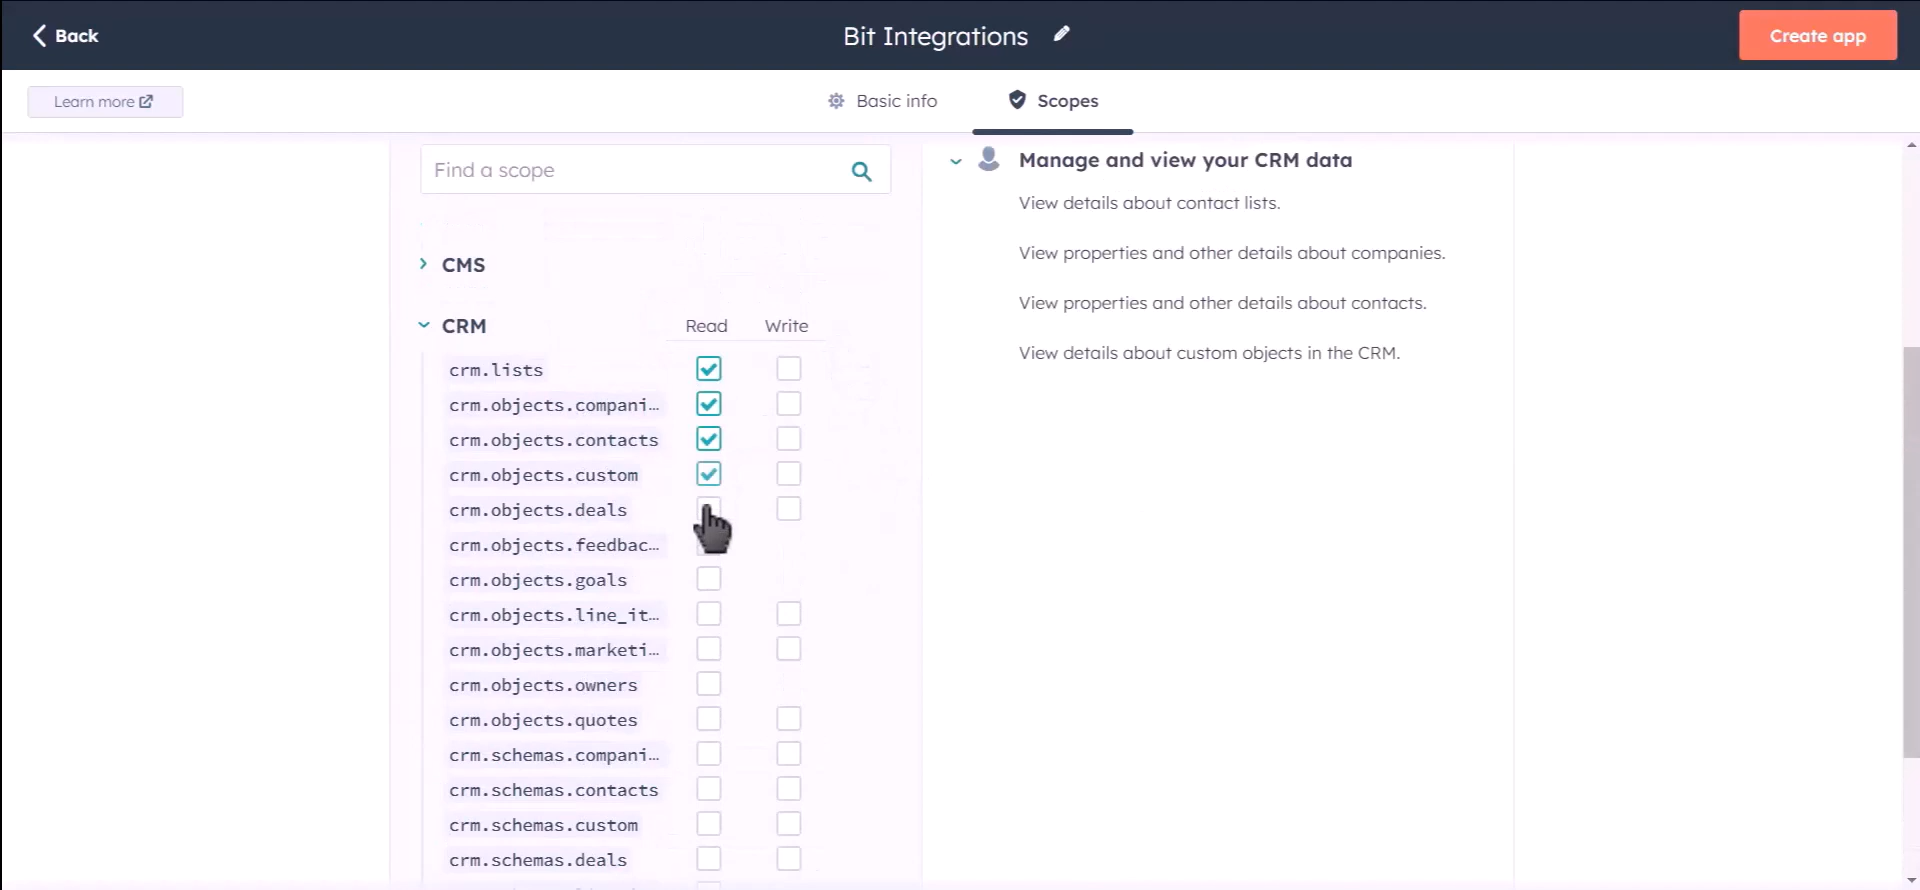 Back
Bit Integrations
Create app
Learn more
Basic info
Scopes
Find a scope
CMS
CRM
Read
Write
crm.lists
crm.objects.compani…
crm.objects.contacts
crm.objects.custom
crm.objects.deals
crm.objects.feedbac…
crm.objects.goals
crm.objects.line_it…
crm.objects.marketi…
crm.objects.owners
crm.objects.quotes
crm.schemas.compani…
crm.schemas.contacts
crm.schemas.custom
crm.schemas.deals
Manage and view your CRM data
View details about contact lists.
View properties and other details about companies.
View properties and other details about contacts.
View details about custom objects in the CRM.